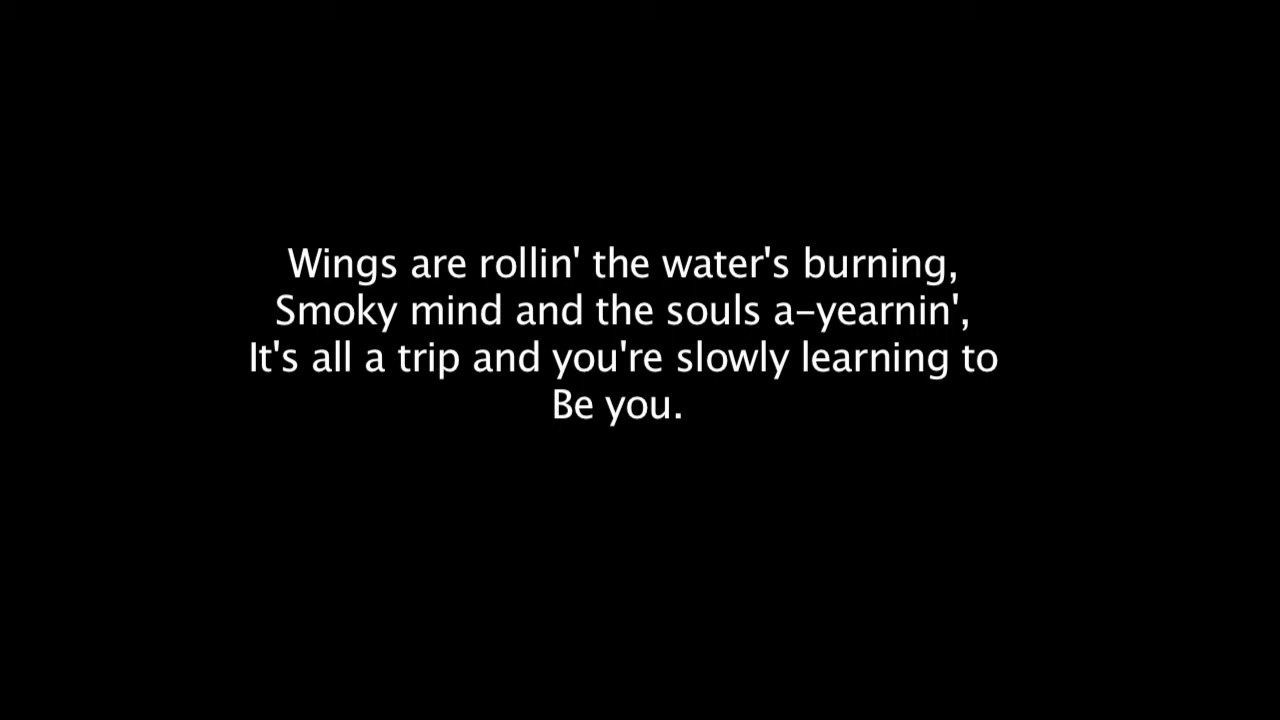 Wings are rollin' the water's burning,
Smoky mind and the souls a-yearnin',
It's all a trip and you're slowly learning to
Be you.